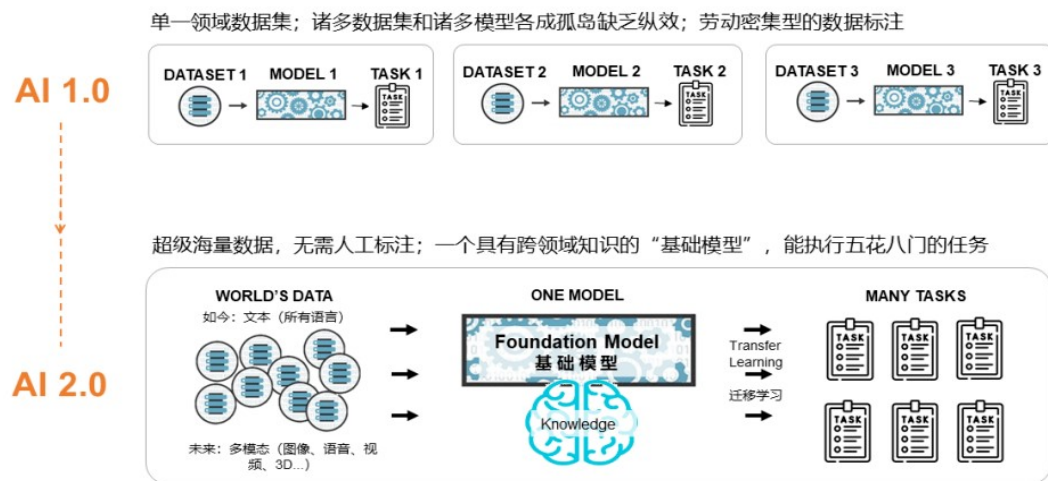 单一领域数据集；诸多数据集和诸多模型各成孤岛缺乏纵效；劳动密集型的数据标注
AI 1.0
DATASET 1
MODEL 1
TASK 1
TASK
DATASET 2
MODEL 2
TASK 2
TASK
DATASET 3
MODEL 3
TASK 3
TASK
超级海量数据，无需人工标注；一个具有跨领域知识的“基础模型”，能执行五花八门的任务
AI 2.0
WORLD'S DATA
如今：文本（所有语言）
未来：多模态（图像、语音、视
频、3D...）
ONE MODEL
Foundation Model
基础模型
Knowledge
Transfer
Learning
迁移学习
MANY TASKS
TASK
TASK
TASK
TASK
TASK
TASK